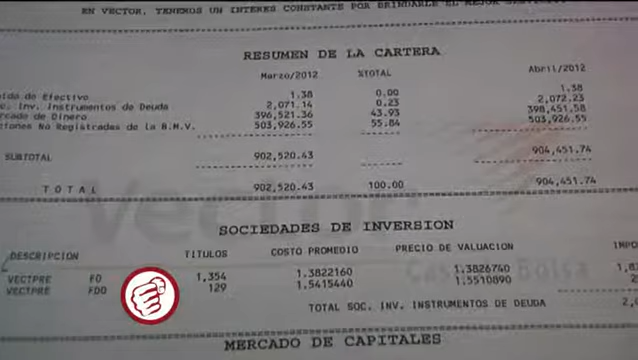 EN VECTOR, TENEMOS UN INTERES CONSTANTE POR BRINDARLE EL MEJOR
RESUMEN DE LA CARTERA
Marzo/2012 %TOTAL Abril/2012
de Efectivo 1.38 0.00 1.38
Inv. Instrumentos de Deuda 2,071.14 0.23 2,072.23
de Dinero 396,521.36 43.93 398,451.58
No Registradas de la B.M.V. 503,926.55 55.84 503,926.55
SUBTOTAL 902,520.43 904,451.74
T O T A L 902,520.43 100.00 904,451.74
Vector
SOCIEDADES DE INVERSION
DESCRIPCION TITULOS COSTO PROMEDIO PRECIO DE VALUACION
VECTPRE FD 1,354 1.3822160 1.3826740
VECTPRE FDO 129 1.5415440 1.5510890
Casa de Bolsa
TOTAL SOC. INV. INSTRUMENTOS DE DEUDA
MERCADO DE CAPITALES